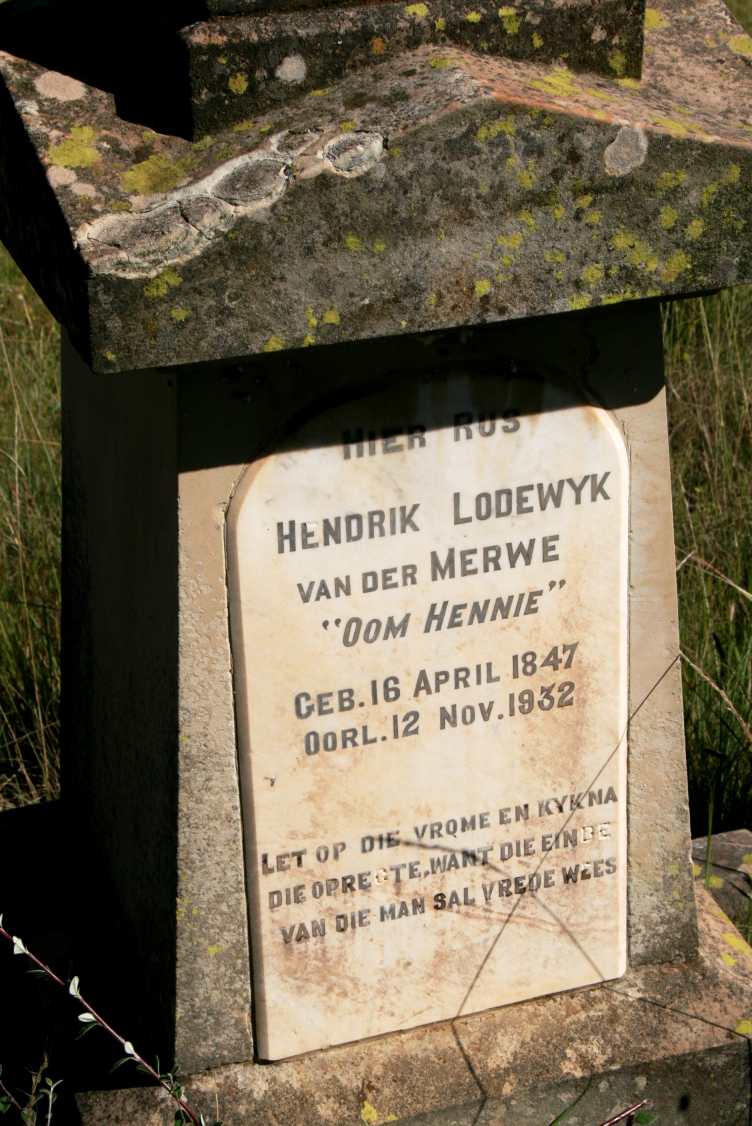 HIER RUS
HENDRIK LODEWYK
VAN DER MERWE
"OOM HENNIE"
GEB. 16 APRIL 1847
OORL. 12 NOV. 1932
LET OP DIE VROME EN KYK NA
DIE OPREGTE, WANT DIE EINDE
VAN DIE MAN SAL VREDE WEES